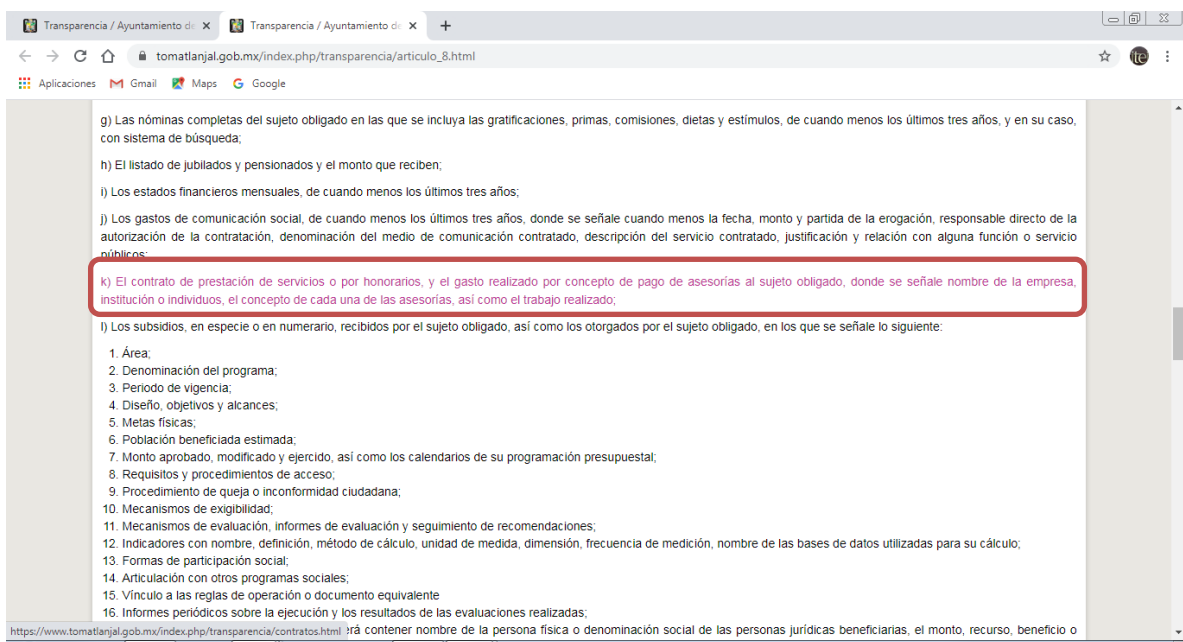 Transparencia / Ayuntamiento de
Transparencia / Ayuntamiento de
tomatlanjal.gob.mx/index.php/transparencia/articulo_8.html
Aplicaciones
Gmail
Maps
Google
g) Las nóminas completas del sujeto obligado en las que se incluya las gratificaciones, primas, comisiones, dietas y estímulos, de cuando menos los últimos tres años, y en su caso,
con sistema de búsqueda;
h) El listado de jubilados y pensionados y el monto que reciben;
i) Los estados financieros mensuales, de cuando menos los últimos tres años;
j) Los gastos de comunicación social, de cuando menos los últimos tres años, donde se señale cuando menos la fecha, monto y partida de la erogación, responsable directo de la
autorización de la contratación, denominación del medio de comunicación contratado, descripción del servicio contratado, justificación y relación con alguna función o servicio
públicos;
k) El contrato de prestación de servicios o por honorarios, y el gasto realizado por concepto de pago de asesorías al sujeto obligado, donde se señale nombre de la empresa,
institución o individuos, el concepto de cada una de las asesorías, así como el trabajo realizado;
l) Los subsidios, en especie o en numerario, recibidos por el sujeto obligado, así como los otorgados por el sujeto obligado, en los que se señale lo siguiente:
1. Área;
2. Denominación del programa;
3. Periodo de vigencia;
4. Diseño, objetivos y alcances;
5. Metas físicas;
6. Población beneficiada estimada;
7. Monto aprobado, modificado y ejercido, así como los calendarios de su programación presupuestal;
8. Requisitos y procedimientos de acceso;
9. Procedimiento de queja o inconformidad ciudadana;
10. Mecanismos de exigibilidad;
11. Mecanismos de evaluación, informes de evaluación y seguimiento de recomendaciones;
12. Indicadores con nombre, definición, método de cálculo, unidad de medida, dimensión, frecuencia de medición, nombre de las bases de datos utilizadas para su cálculo;
13. Formas de participación social;
14. Articulación con otros programas sociales;
15. Vínculo a las reglas de operación o documento equivalente
16. Informes periódicos sobre la ejecución y los resultados de las evaluaciones realizadas;
https://www.tomatlanjal.gob.mx/index.php/transparencia/contratos.html
erá contener nombre de la persona física o denominación social de las personas jurídicas beneficiarias, el monto, recurso, beneficio o